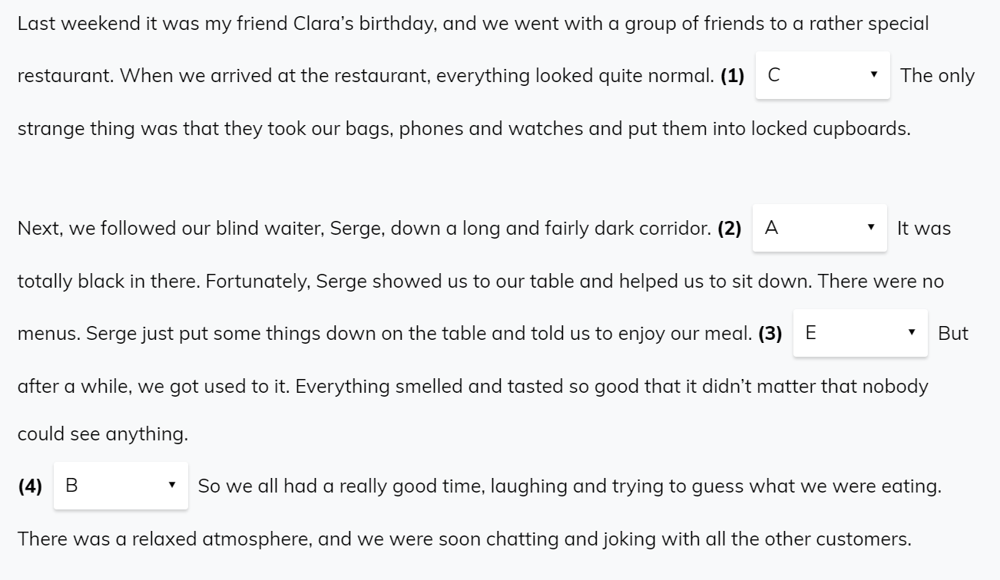 Last weekend it was my friend Clara’s birthday, and we went with a group of friends to a rather special
restaurant. When we arrived at the restaurant, everything looked quite normal. (1) C ▼ The only
strange thing was that they took our bags, phones and watches and put them into locked cupboards.
Next, we followed our blind waiter, Serge, down a long and fairly dark corridor. (2) A ▼ It was
totally black in there. Fortunately, Serge showed us to our table and helped us to sit down. There were no
menus. Serge just put some things down on the table and told us to enjoy our meal. (3) E ▼ But
after a while, we got used to it. Everything smelled and tasted so good that it didn’t matter that nobody
could see anything.
(4) B ▼ So we all had a really good time, laughing and trying to guess what we were eating.
There was a relaxed atmosphere, and we were soon chatting and joking with all the other customers.